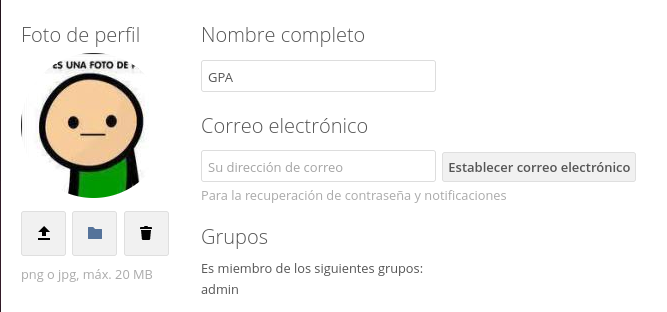 Foto de perfil
ES UNA FOTO DE
Nombre completo
GPA
Correo electrónico
Su dirección de correo
Establecer correo electrónico
Para la recuperación de contraseña y notificaciones
png o jpg, máx. 20 MB
Grupos
Es miembro de los siguientes grupos:
admin